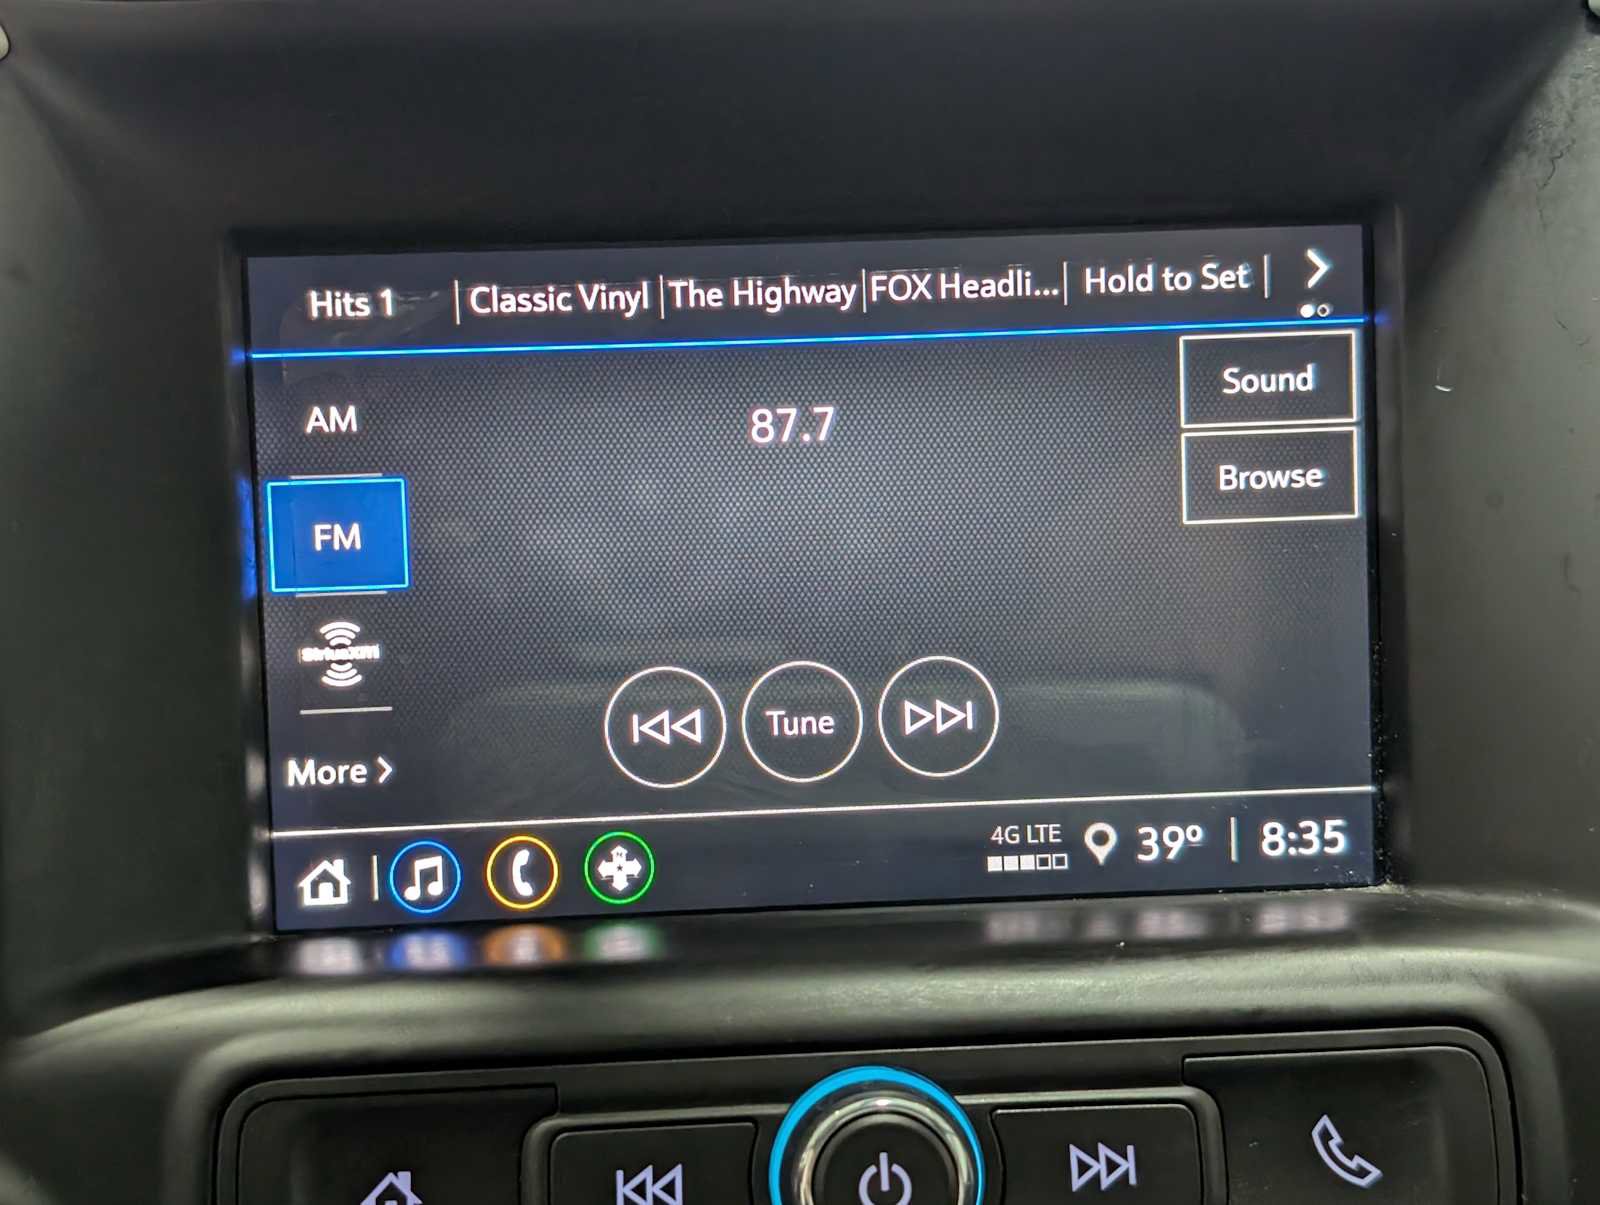 Hits 1
Classic Vinyl
The Highway
FOX Headli...
Hold to Set
Sound
AM
87.7
Browse
FM
SiriusXM
Tune
More
4G LTE
39º
8:35